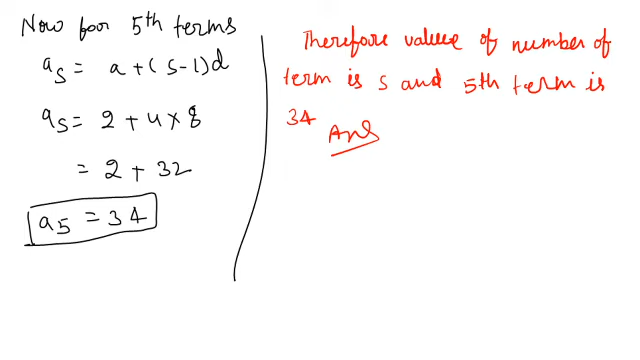 Now for 5th terms
a5 = a + (5-1)d
a5 = 2 + 4 × 8
= 2 + 32
a5 = 34
Therefore value of number of
term is 5 and 5th term is
34 Ans